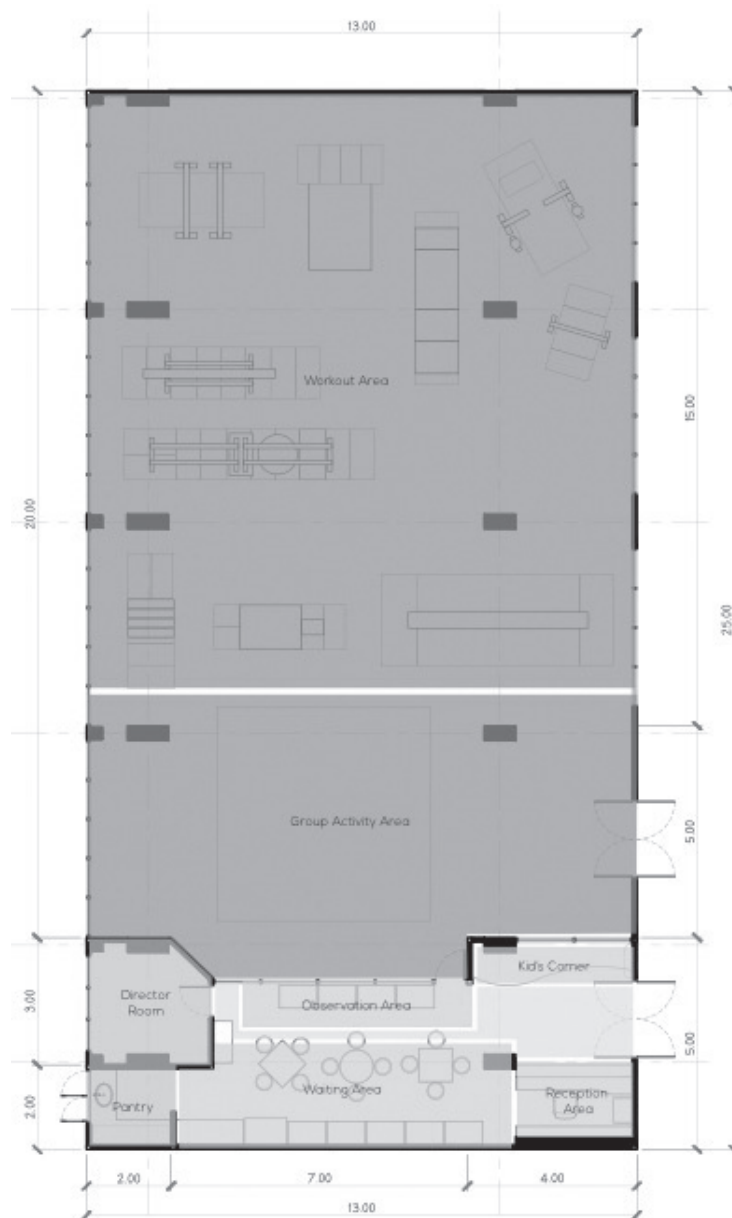 13.00
Workout Area
15.00
20.00
25.00
Group Activity Area
5.00
Kid's Corner
Director
Room
Observation Area
3.00
5.00
Waiting Area
Reception
Area
Pantry
2.00
2.00
7.00
4.00
13.00